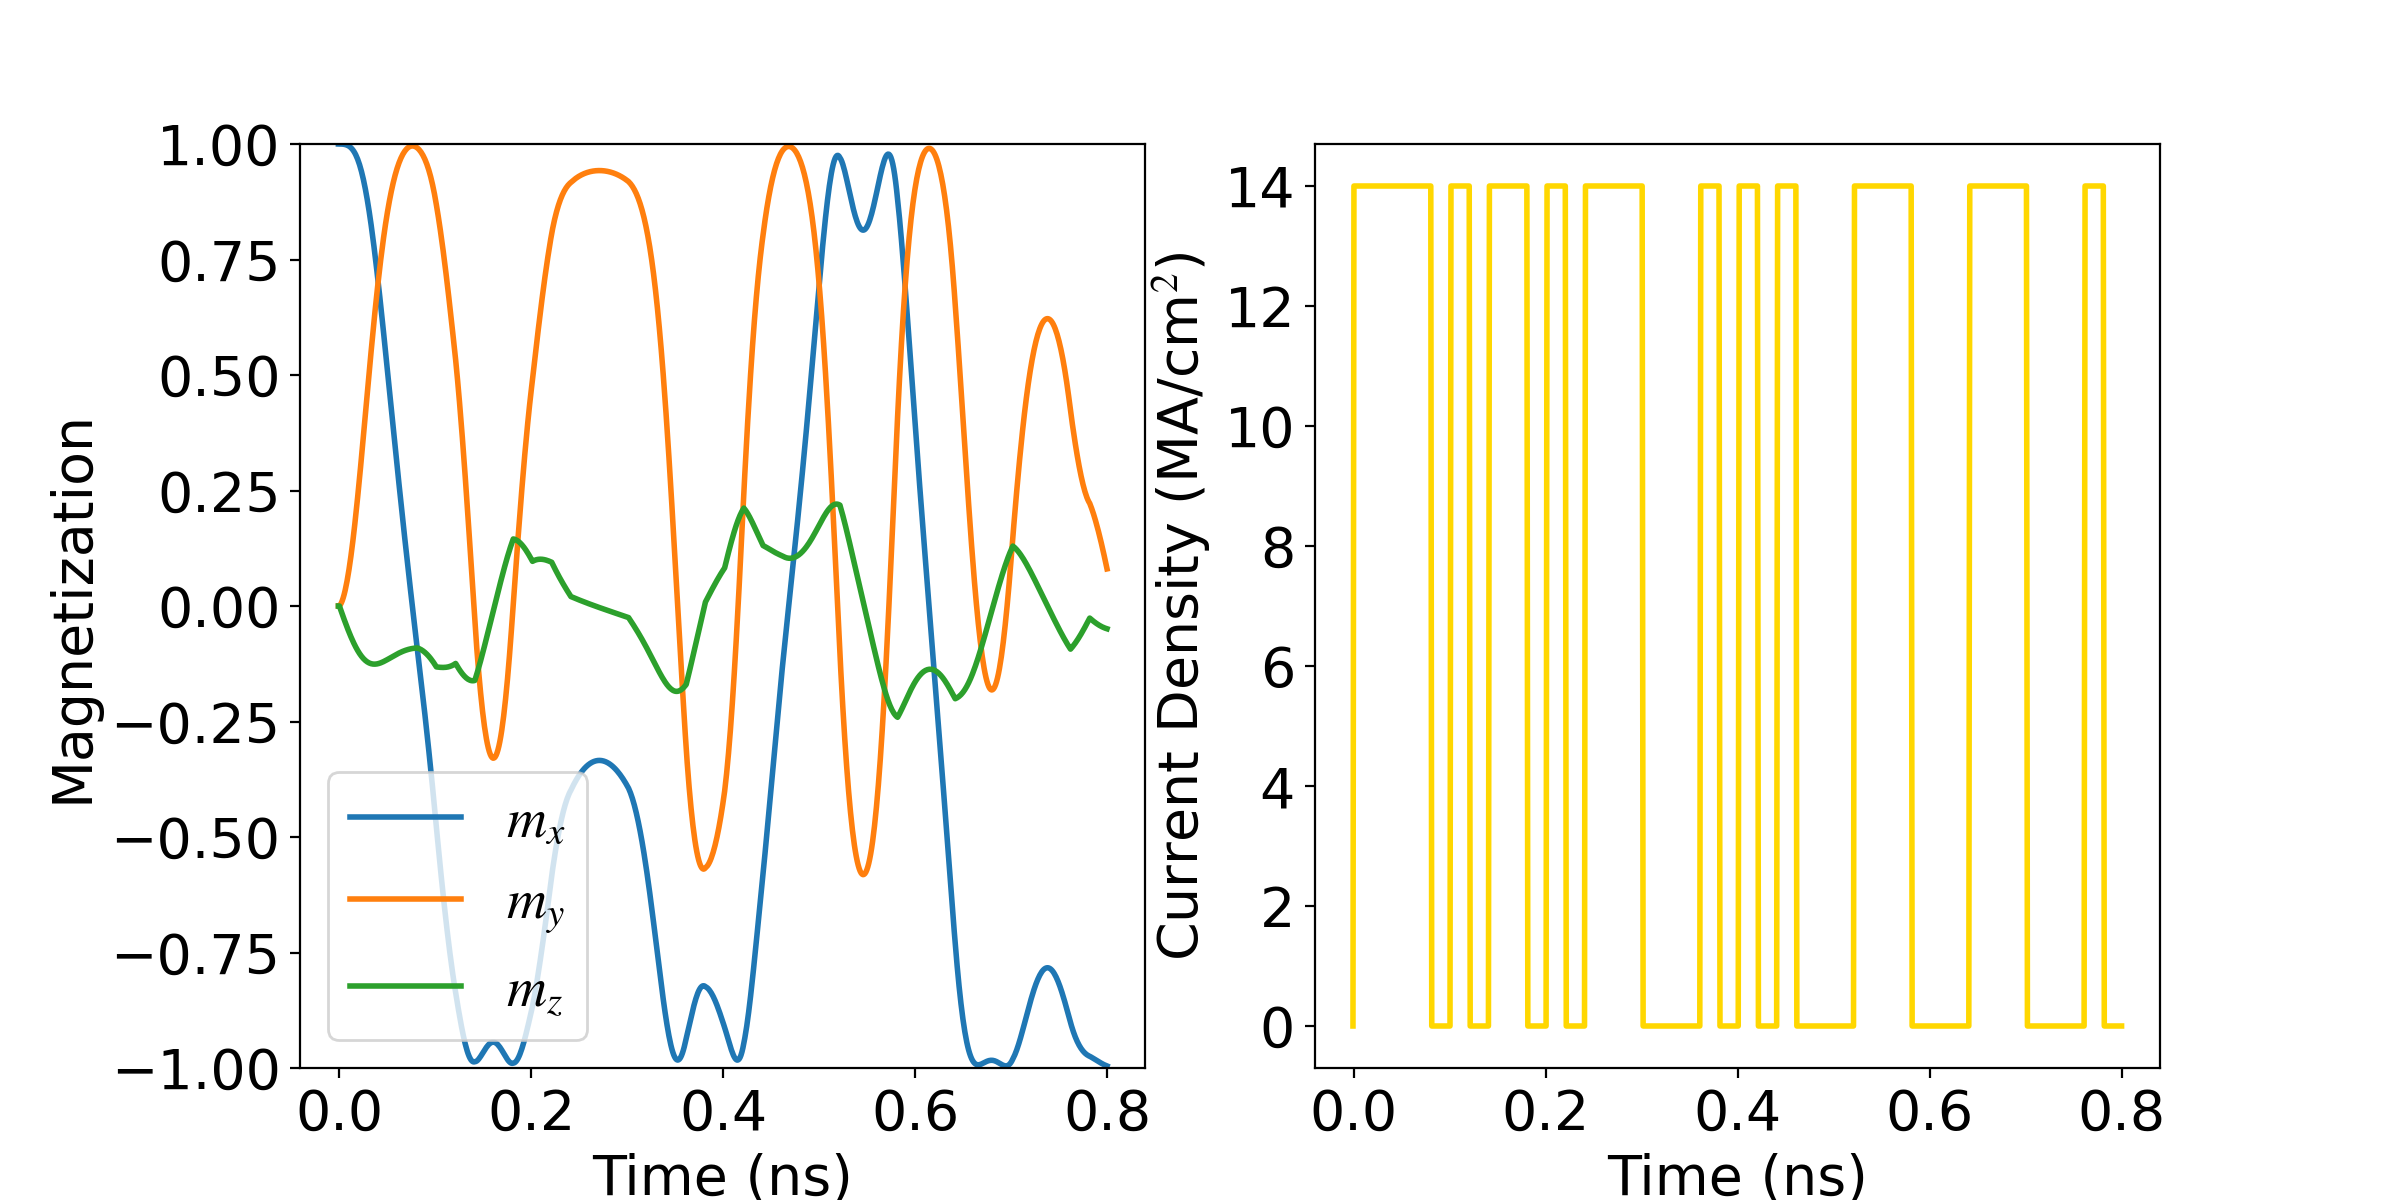 1.00
0.75
0.50
0.25
0.00
−0.25
−0.50
−0.75
−1.00
Magnetization
m_x
m_y
m_z
0.0 0.2 0.4 0.6 0.8
Time (ns)
14
12
10
8
6
4
2
0
Current Density (MA/cm²)
0.0 0.2 0.4 0.6 0.8
Time (ns)